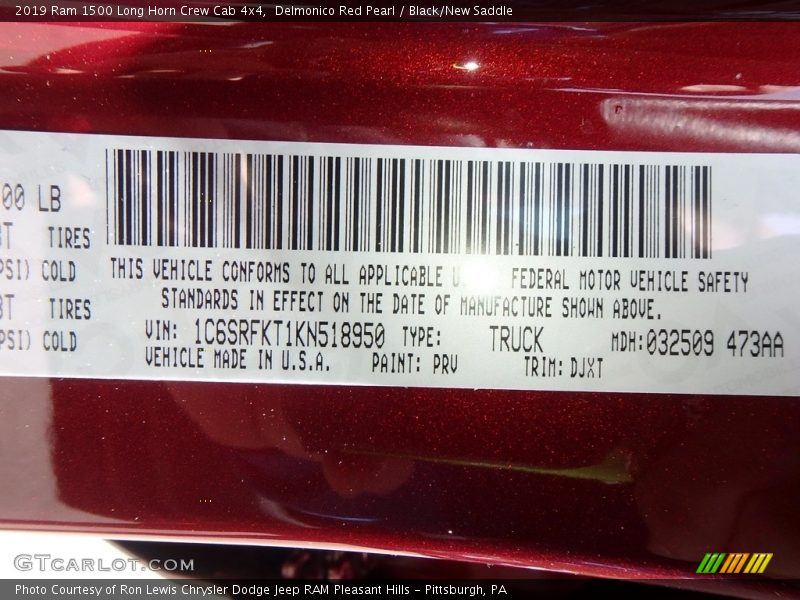 2019 Ram 1500 Long Horn Crew Cab 4x4, Delmonico Red Pearl / Black/New Saddle
00 LB
TIRES
PSI) COLD
TIRES
PSI) COLD
THIS VEHICLE CONFORMS TO ALL APPLICABLE U FEDERAL MOTOR VEHICLE SAFETY
STANDARDS IN EFFECT ON THE DATE OF MANUFACTURE SHOWN ABOVE.
VIN: 1C6SRFKT1KN518950 TYPE: TRUCK MDH:032509 473AA
VEHICLE MADE IN U.S.A. PAINT: PRV TRIM: DJXT
GTCARLOT.COM
Photo Courtesy of Ron Lewis Chrysler Dodge Jeep RAM Pleasant Hills - Pittsburgh, PA